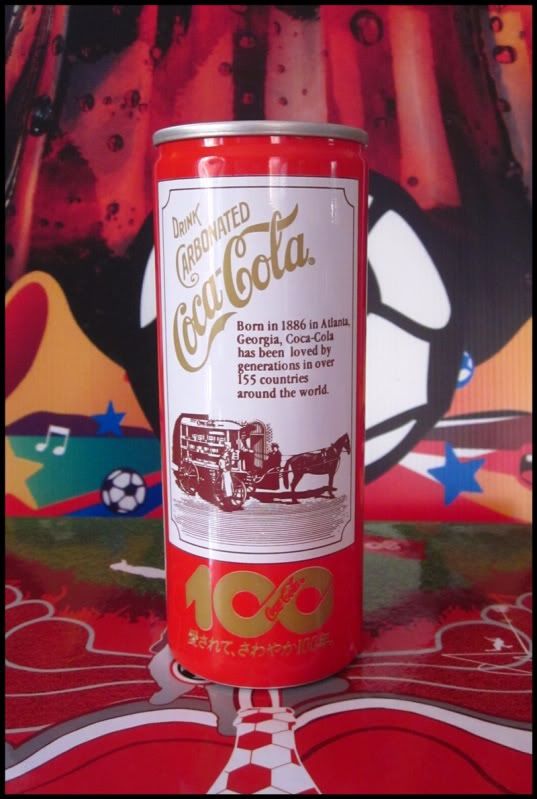 DRINK
CARBONATED
Coca-Cola®
Born in 1886 in Atlanta,
Georgia, Coca-Cola
has been loved by
generations in over
155 countries
around the world.
100
Coca-Cola
愛されて、さわやか100年。